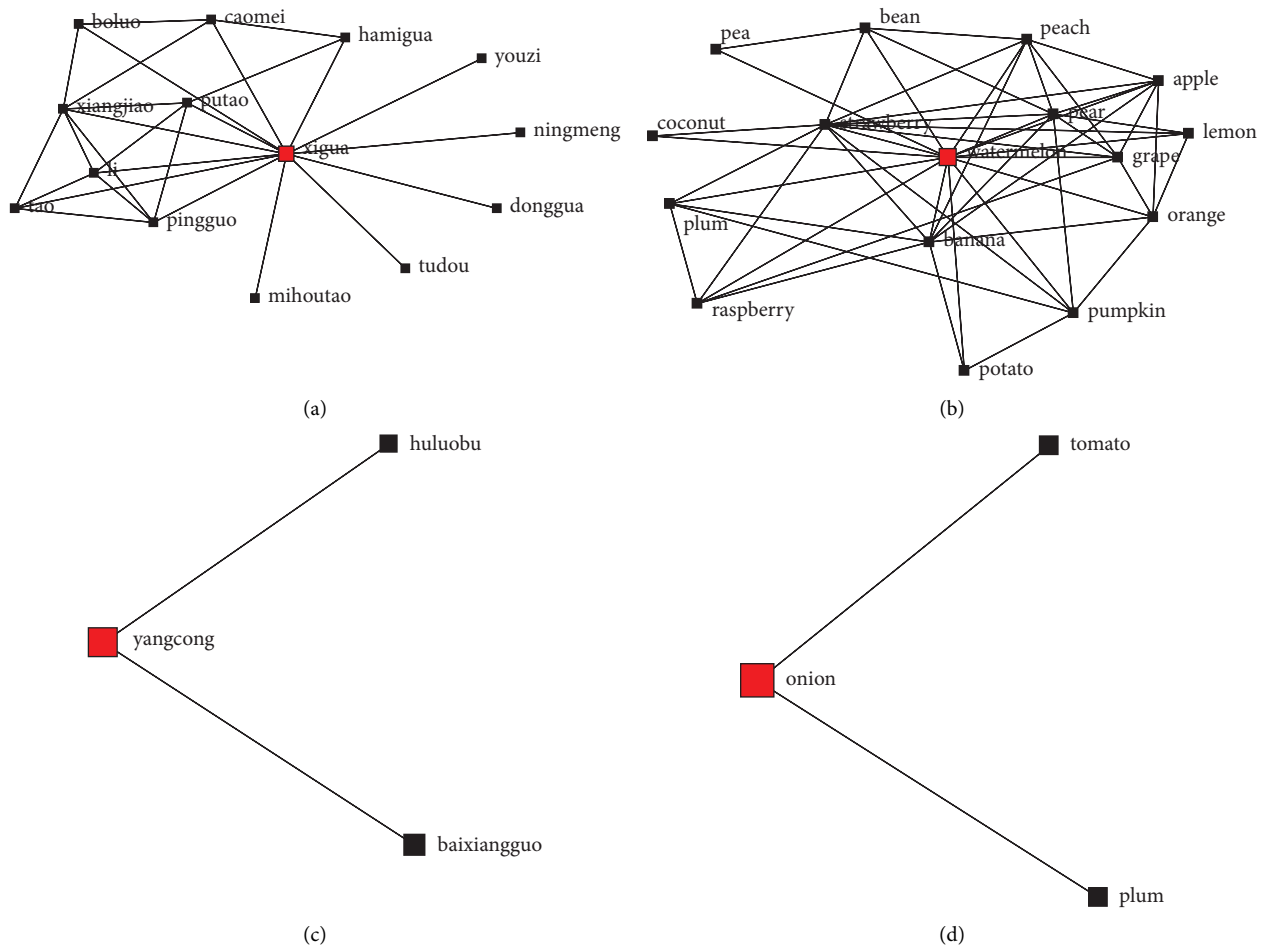 boluo
caomei
hamigua
youzi
xiangjiao
putao
ningmeng
xigua
li
tao
pingguo
donggua
tudou
mihoutao
(a)
bean
pea
peach
apple
coconut
strawberry
pear
lemon
watermelon
grape
plum
orange
banana
raspberry
pumpkin
potato
(b)
huluobu
yangcong
baixiangguo
(c)
tomato
onion
plum
(d)